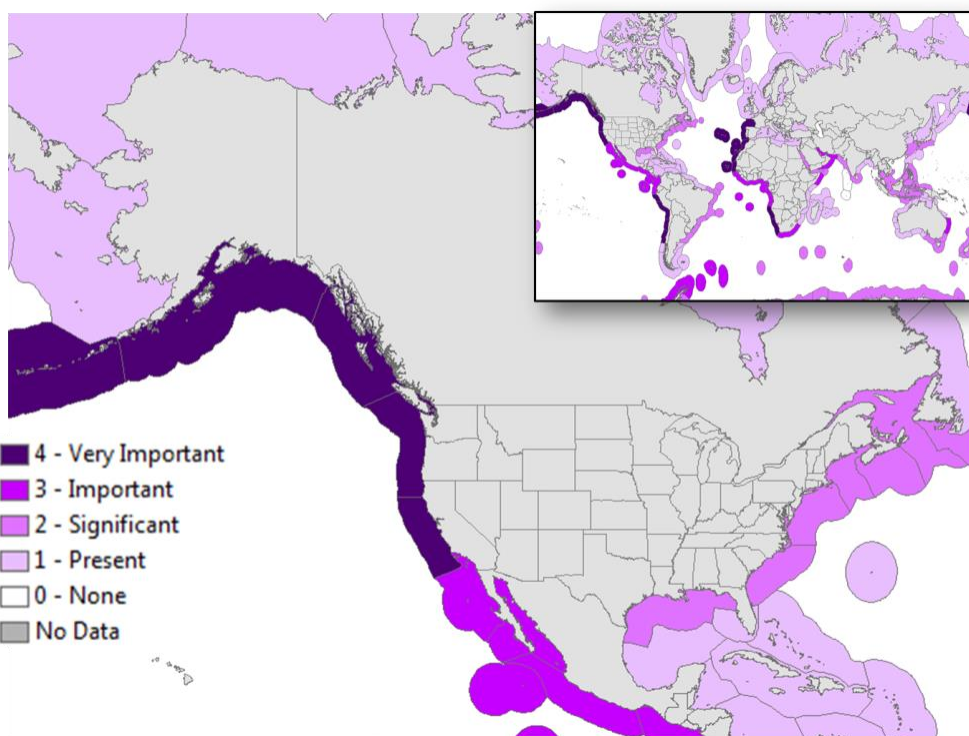 4 - Very Important
3 - Important
2 - Significant
1 - Present
0 - None
No Data